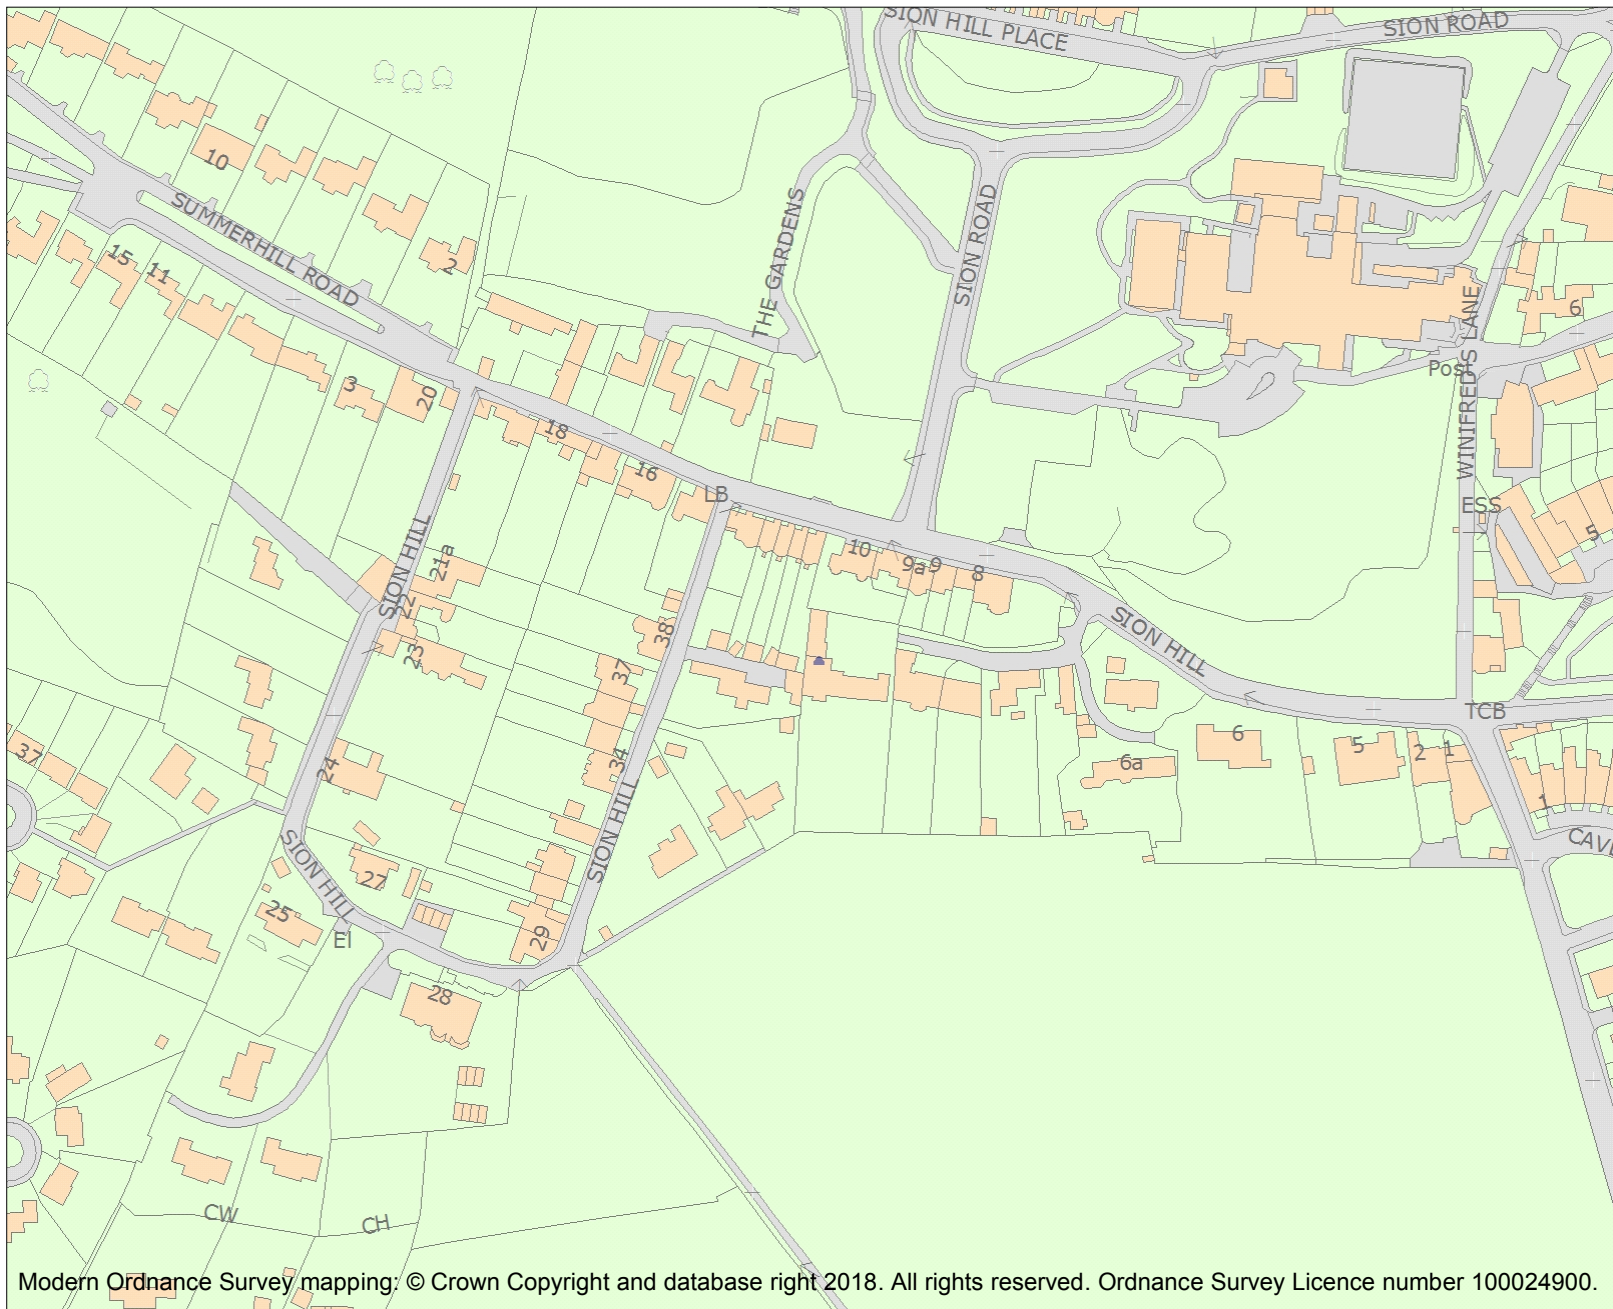 SION HILL PLACE
SION ROAD
10
SUMMERHILL ROAD
2
15
11
THE GARDENS
SION ROAD
WINIFRED'S LANE
6
Post
3
20
18
16
LB
ESS
5
10
9a
9
8
SION HILL
21a
22
23
SION HILL
38
37
34
SION HILL
24
37
TCB
6
5
2
1
6a
1
CAVE
SION HILL
27
25
El
29
28
CW
CH
Modern Ordnance Survey mapping: © Crown Copyright and database right 2018. All rights reserved. Ordnance Survey Licence number 100024900.